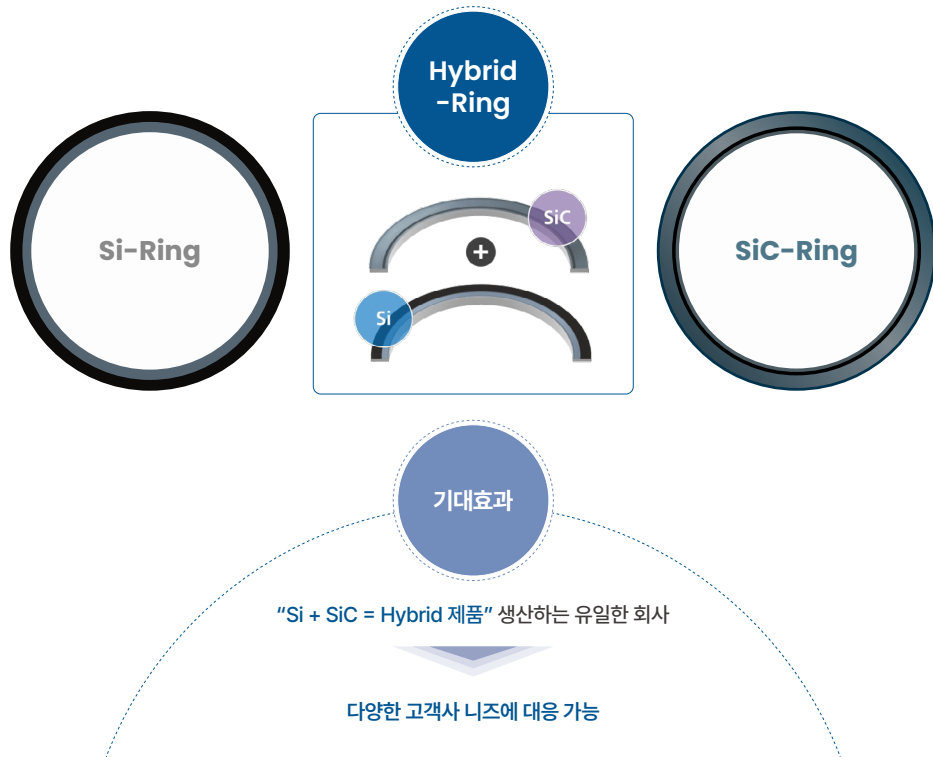 Hybrid
-Ring
Si-Ring
SiC
+
Si
SiC-Ring
기대효과
“Si + SiC = Hybrid 제품” 생산하는 유일한 회사
다양한 고객사 니즈에 대응 가능